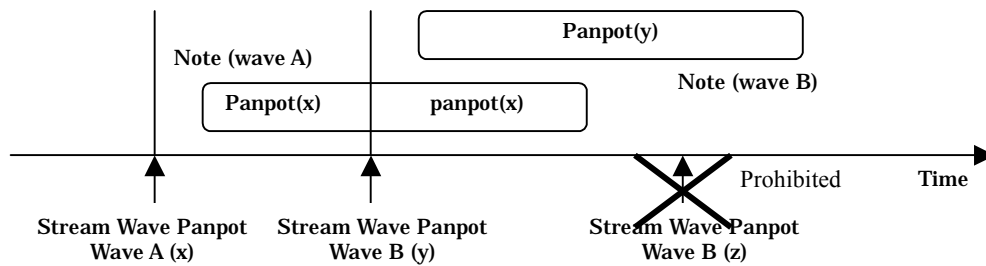 Panpot(y)
Note (wave A)
Note (wave B)
Panpot(x)
panpot(x)
Prohibited
Time
Stream Wave Panpot
Wave A (x)
Stream Wave Panpot
Wave B (y)
Stream Wave Panpot
Wave B (z)